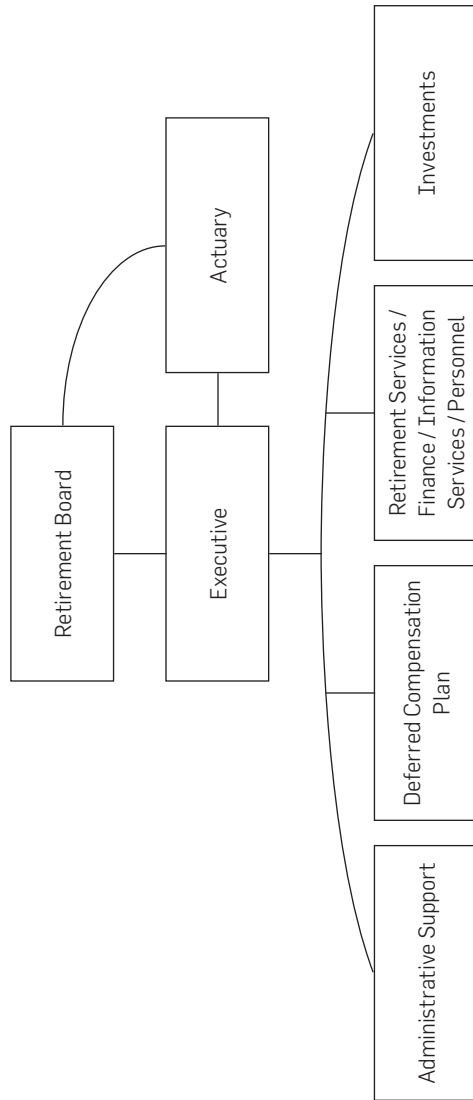 Retirement Board
Executive
Actuary
Administrative Support
Deferred Compensation
Plan
Retirement Services /
Finance / Information
Services / Personnel
Investments